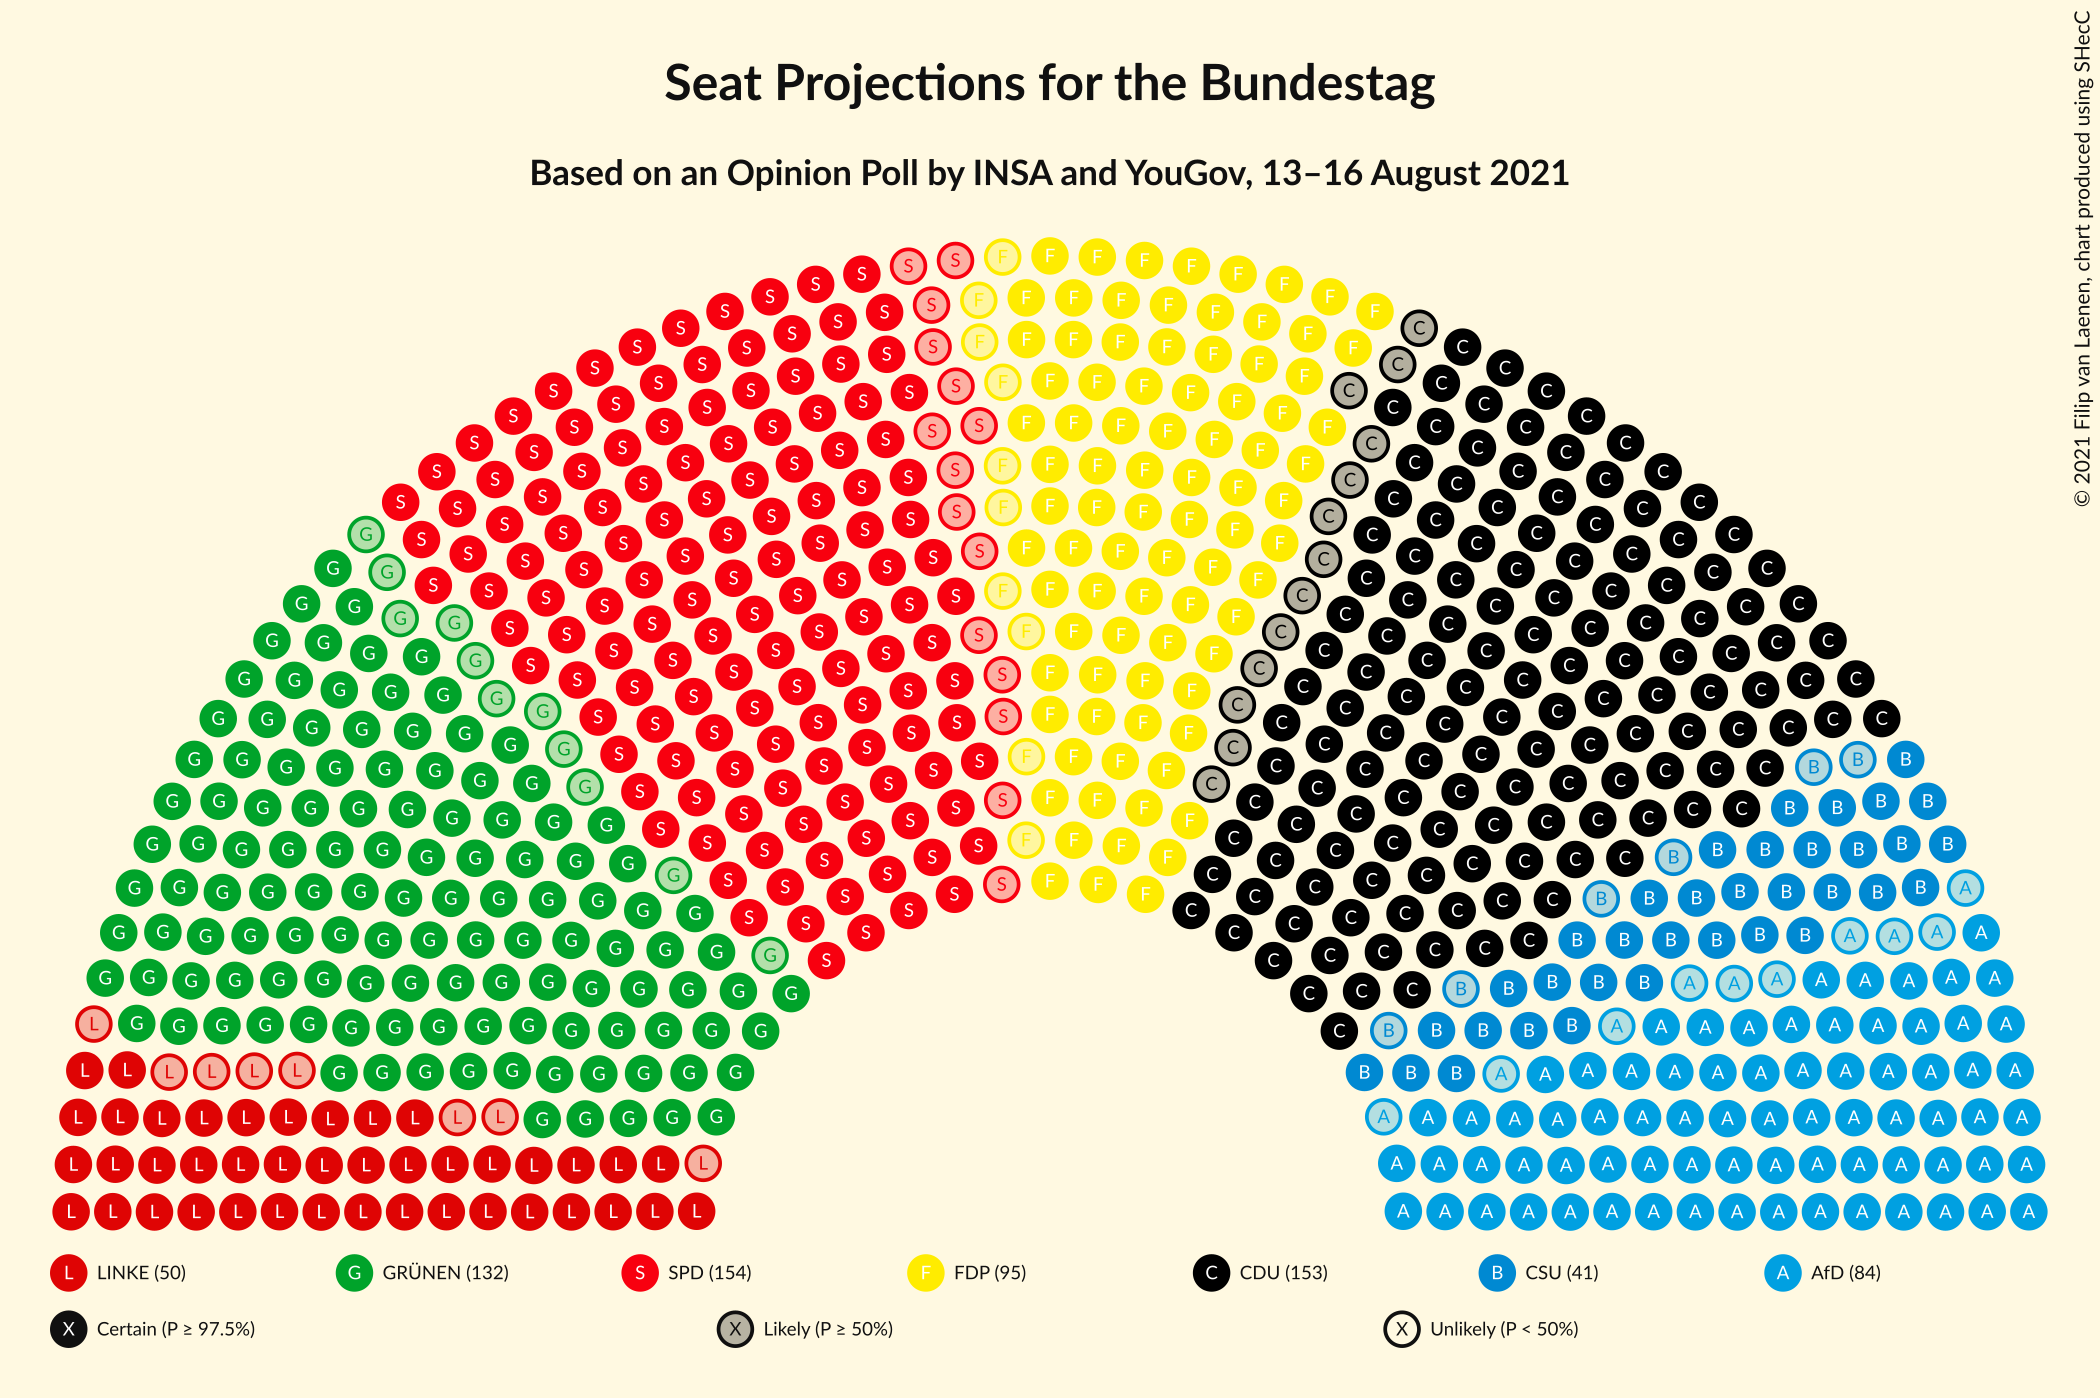 Seat Projections for the Bundestag
Based on an Opinion Poll by INSA and YouGov, 13–16 August 2021
© 2021 Filip van Laenen, chart produced using SHecC
L LINKE (50)
G GRÜNEN (132)
S SPD (154)
F FDP (95)
C CDU (153)
B CSU (41)
A AfD (84)
X Certain (P ≥ 97.5%)
X Likely (P ≥ 50%)
X Unlikely (P < 50%)